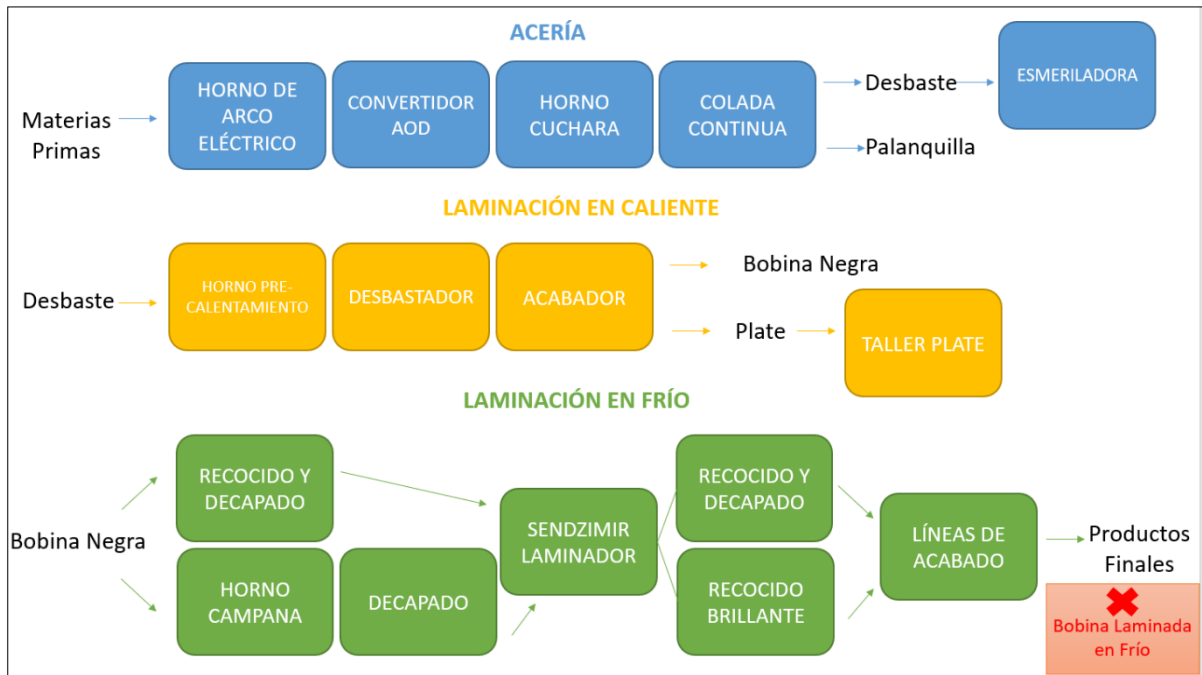 ACERÍA
Materias
Primas
HORNO DE
ARCO
ELÉCTRICO
CONVERTIDOR
AOD
HORNO
CUCHARA
COLADA
CONTINUA
Desbaste
Palanquilla
ESMERILADORA
LAMINACIÓN EN CALIENTE
Desbaste
HORNO PRE-
CALENTAMIENTO
DESBASTADOR
ACABADOR
Bobina Negra
Plate
TALLER PLATE
LAMINACIÓN EN FRÍO
Bobina Negra
RECOCIDO Y
DECAPADO
HORNO
CAMPANA
DECAPADO
SENDZIMIR
LAMINADOR
RECOCIDO Y
DECAPADO
RECOCIDO
BRILLANTE
LÍNEAS DE
ACABADO
Productos
Finales
Bobina Laminada
en Frío